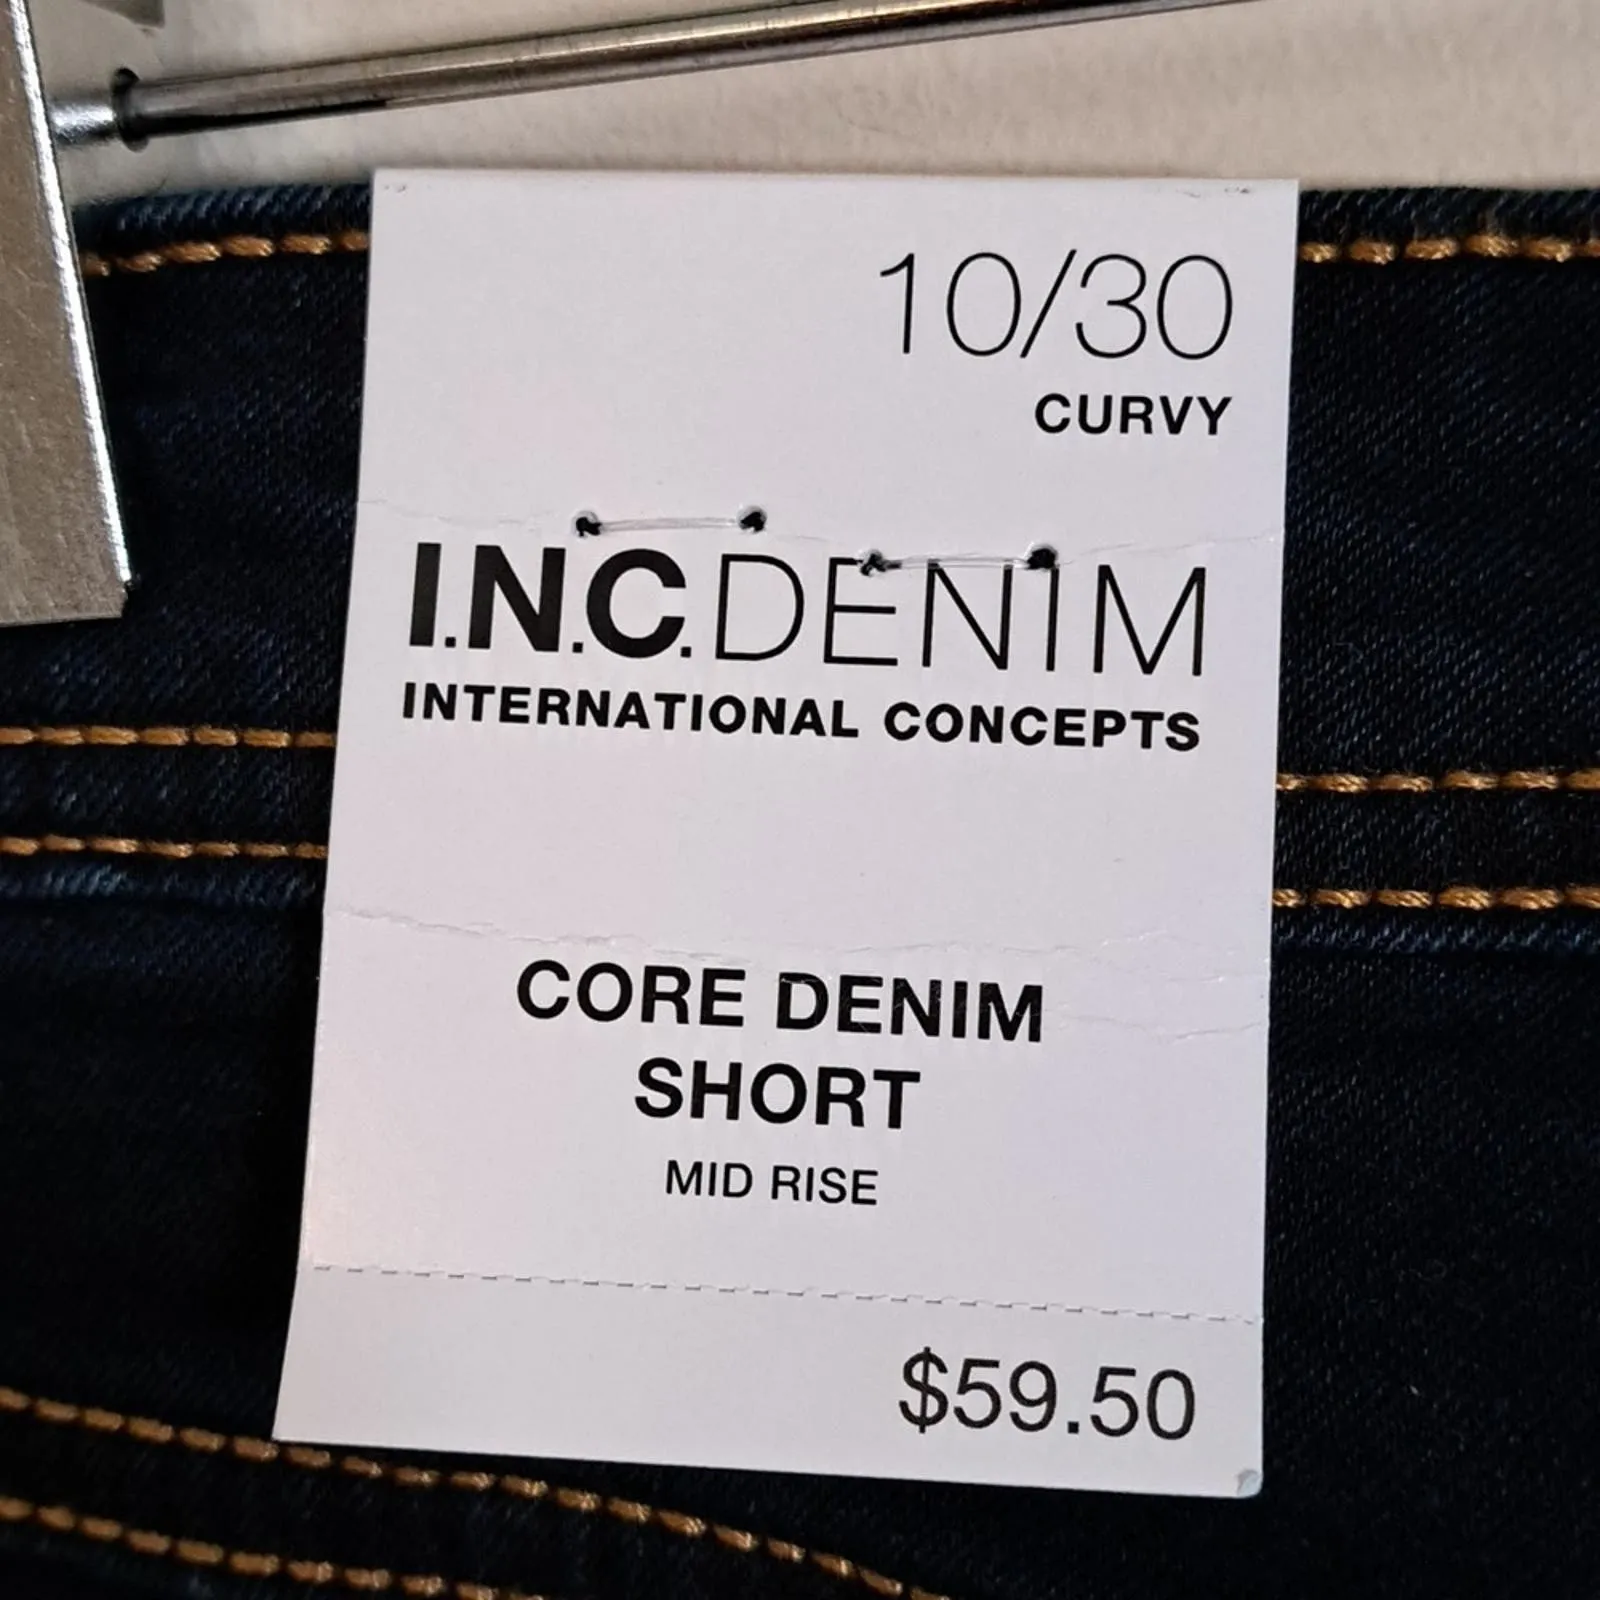 10/30
CURVY
I.N.C.DENIM
INTERNATIONAL CONCEPTS
CORE DENIM
SHORT
MID RISE
$59.50